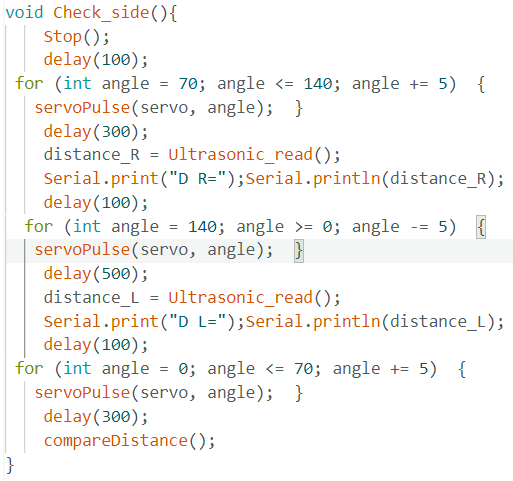 void Check_side(){
Stop();
delay(100);
for (int angle = 70; angle <= 140; angle += 5)  {
servoPulse(servo, angle);  }
delay(300);
distance_R = Ultrasonic_read();
Serial.print("D R=");Serial.println(distance_R);
delay(100);
for (int angle = 140; angle >= 0; angle -= 5)  {
servoPulse(servo, angle);  }
delay(500);
distance_L = Ultrasonic_read();
Serial.print("D L=");Serial.println(distance_L);
delay(100);
for (int angle = 0; angle <= 70; angle += 5)  {
servoPulse(servo, angle);  }
delay(300);
compareDistance();
}